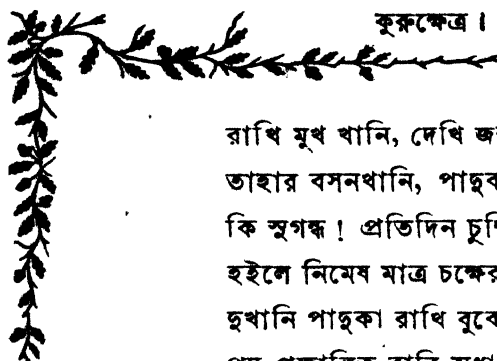 কুরুক্ষেত্র।
রাখি মুখ খানি, দেখি
তাহার বসনখানি,
কি সুগন্ধ! প্রতিদিন
হইলে নিমেষ মাত্র চক্ষের
দুখানি পাদুকা রাখি বুকে